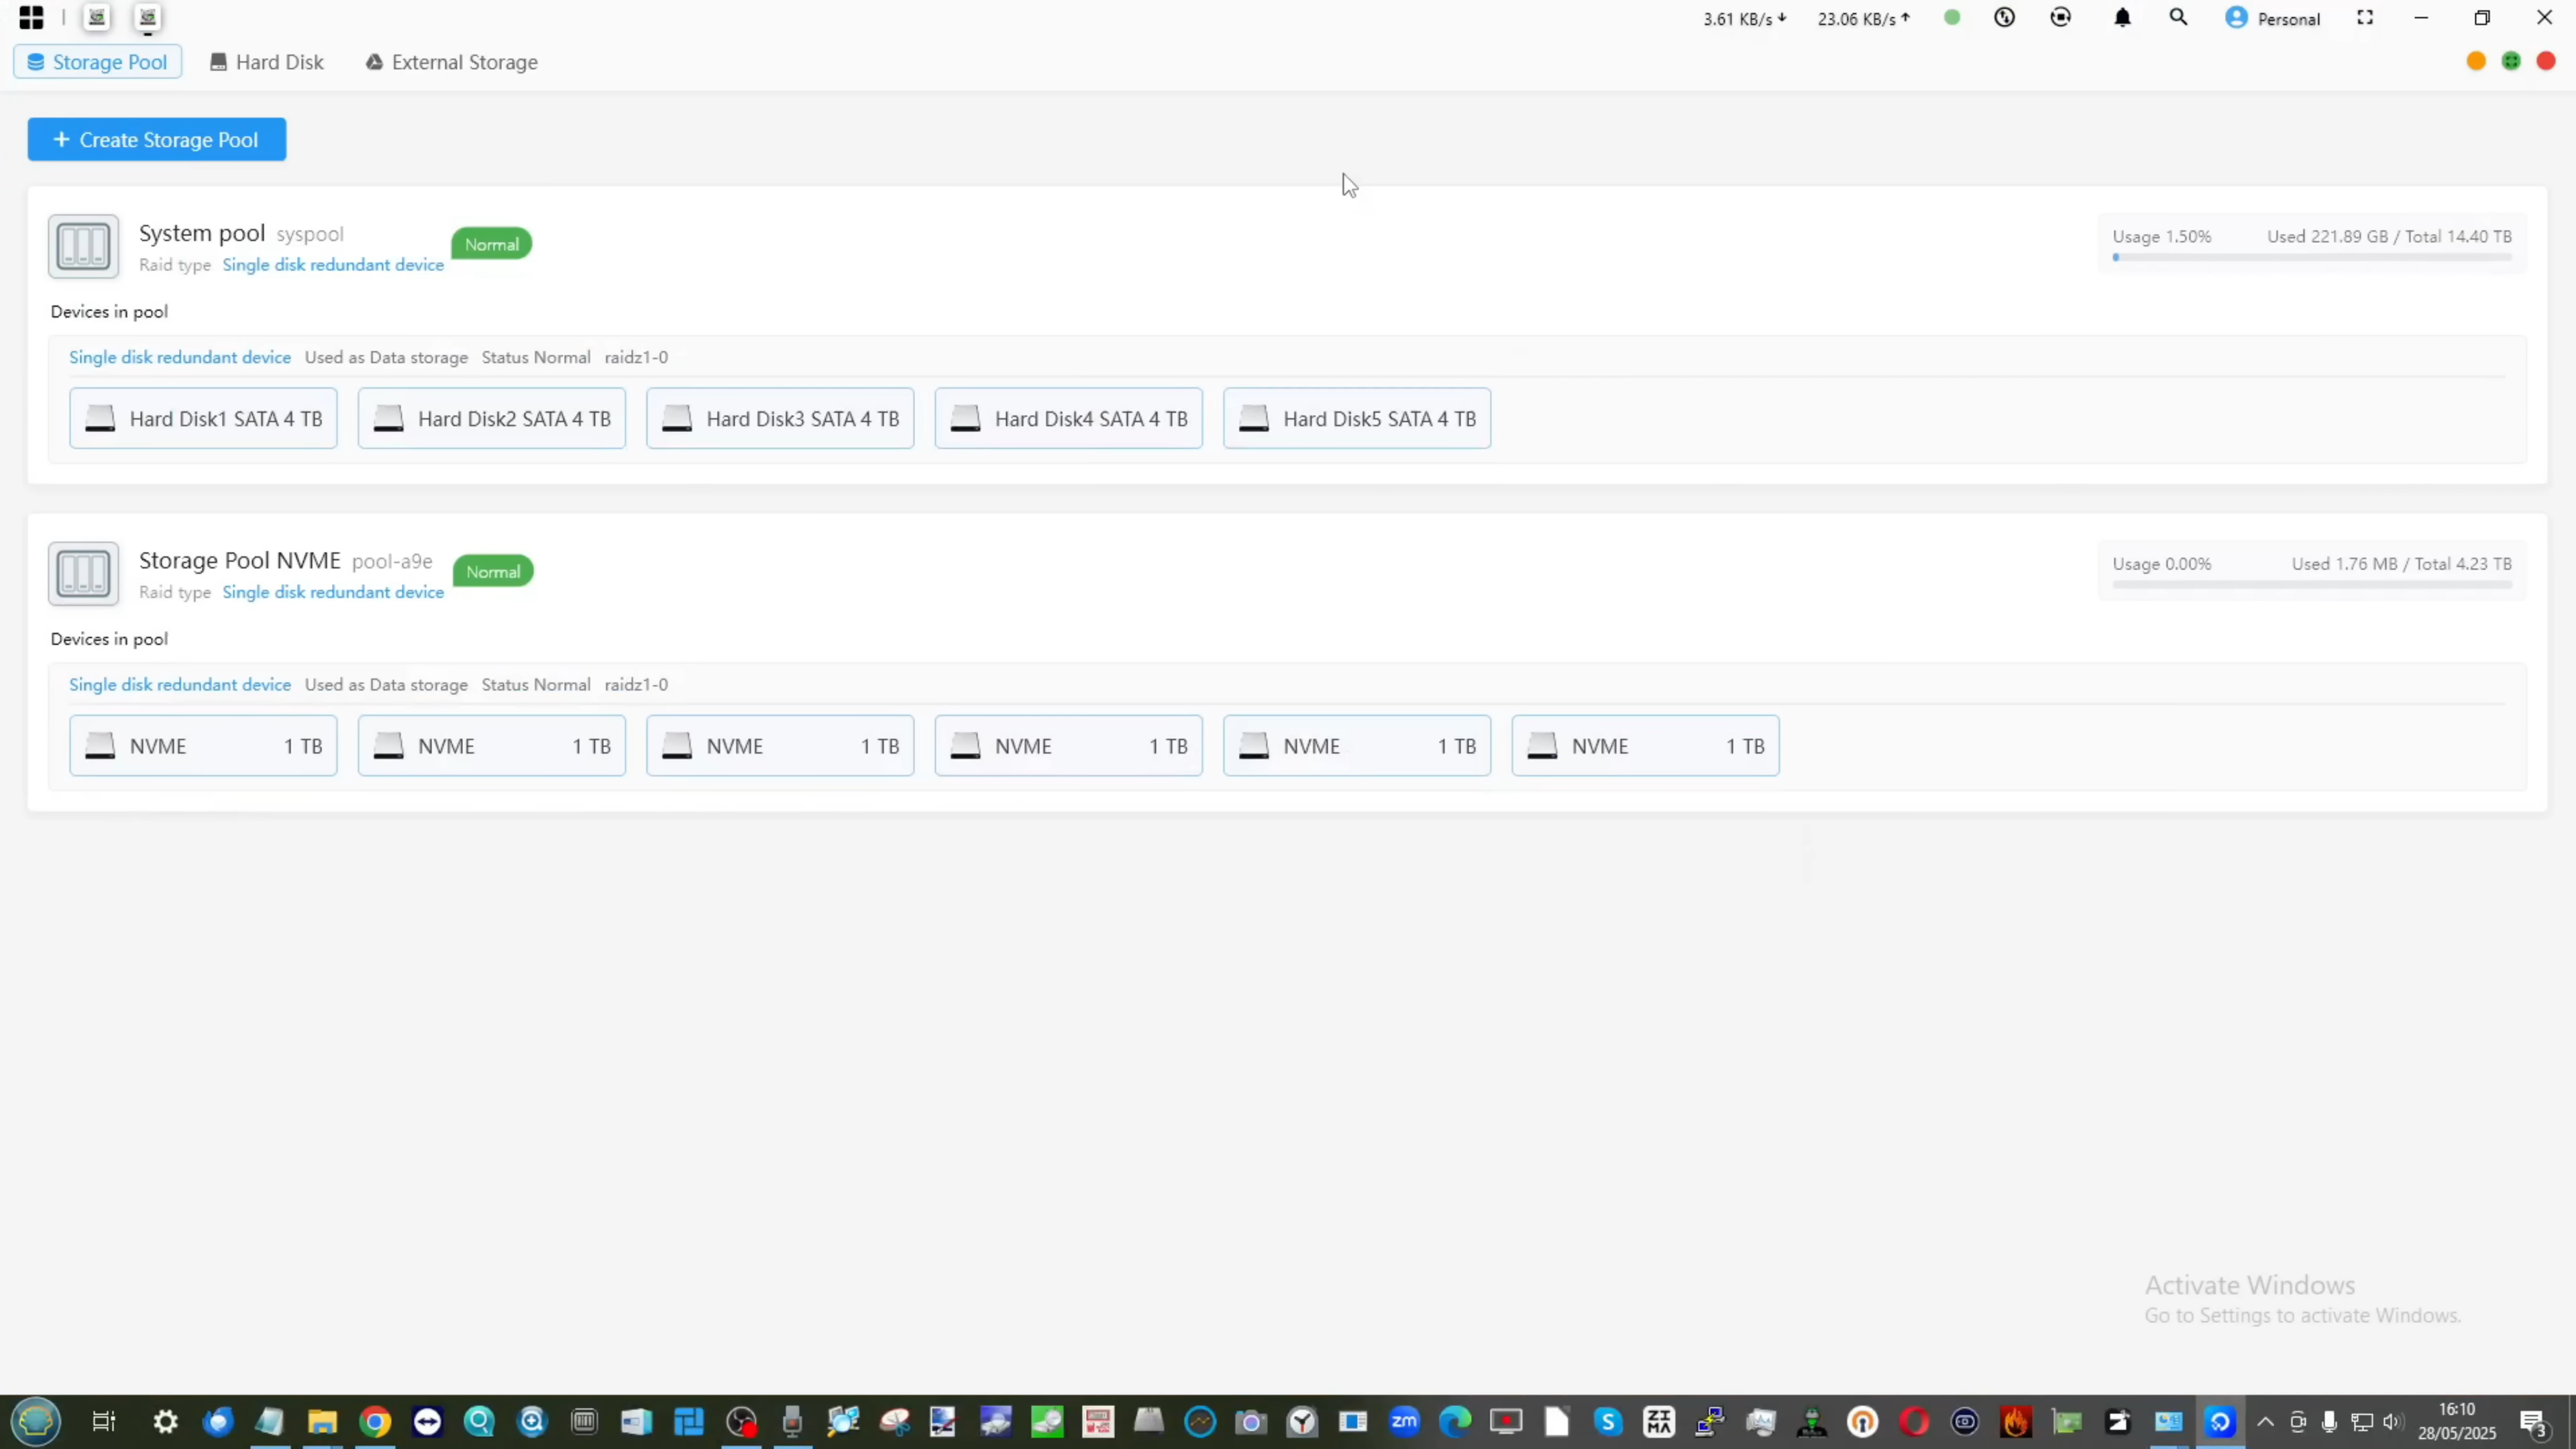 3.61 KB/s 23.06 KB/s Personal
Storage Pool Hard Disk External Storage
+ Create Storage Pool
System pool syspool Normal
Raid type Single disk redundant device
Usage 1.50% Used 221.89 GB / Total 14.40 TB
Devices in pool
Single disk redundant device Used as Data storage Status Normal raidz1-0
Hard Disk1 SATA 4 TB Hard Disk2 SATA 4 TB Hard Disk3 SATA 4 TB Hard Disk4 SATA 4 TB Hard Disk5 SATA 4 TB
Storage Pool NVME pool-a9e Normal
Raid type Single disk redundant device
Usage 0.00% Used 1.76 MB / Total 4.23 TB
Devices in pool
Single disk redundant device Used as Data storage Status Normal raidz1-0
NVME 1 TB NVME 1 TB NVME 1 TB NVME 1 TB NVME 1 TB NVME 1 TB
Activate Windows
Go to Settings to activate Windows.
zm
ZI
MA
16:10
28/05/2025
3